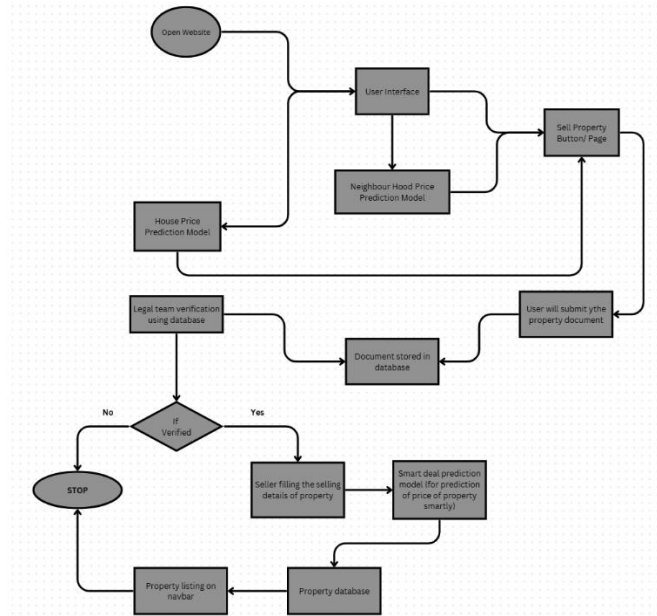 Open Website
User Interface
Sell Property
Button/ Page
Neighbour Hood Price
Prediction Model
House Price
Prediction Model
Legal team verification
using database
User will submit ythe
property document
Document stored in
database
No
Yes
If
Verified
Seller filling the selling
details of property
Smart deal prediction
model (for prediction
of price of property
smartly)
STOP
Property listing on
navbar
Property database